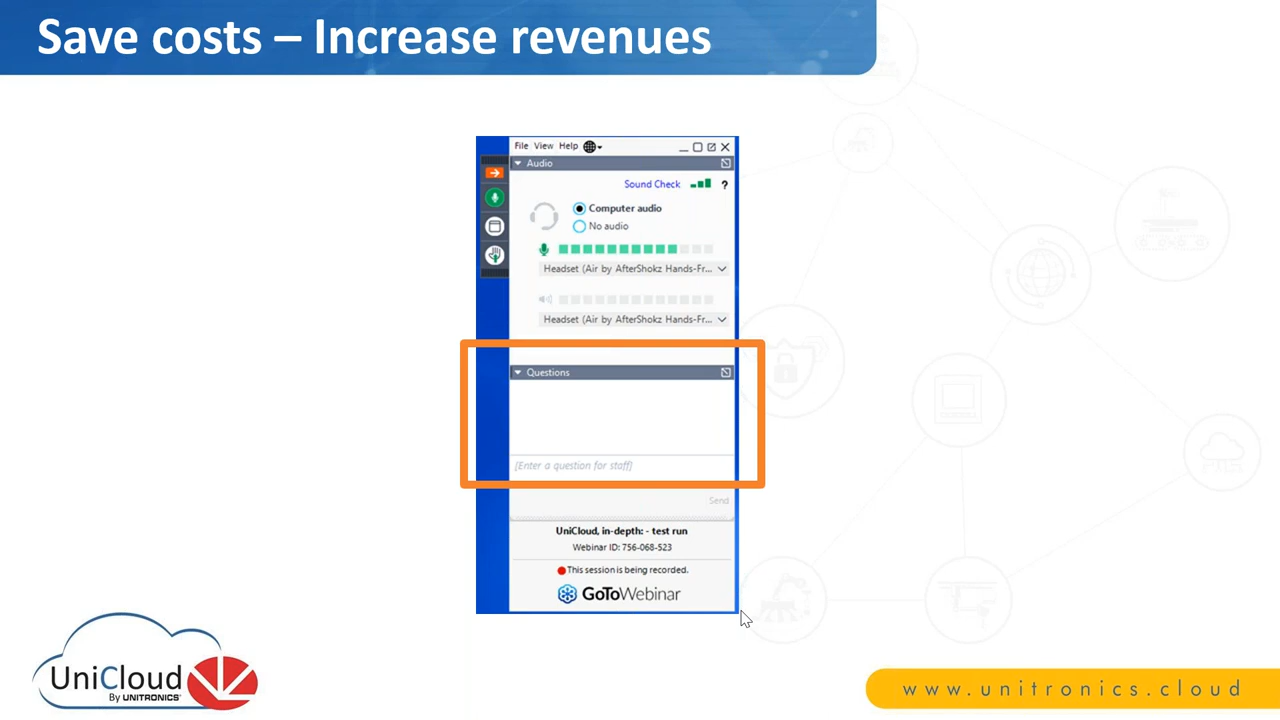 Save costs – Increase revenues
File View Help
Audio
Sound Check ?
Computer audio
No audio
Headset (Air by AfterShokz Hands-Fr...
Headset (Air by AfterShokz Hands-Fr...
Questions
[Enter a question for staff]
Send
UniCloud, in-depth: - test run
Webinar ID: 756-068-523
This session is being recorded.
GoToWebinar
UniCloud
By UNITRONICS
www.unitronics.cloud